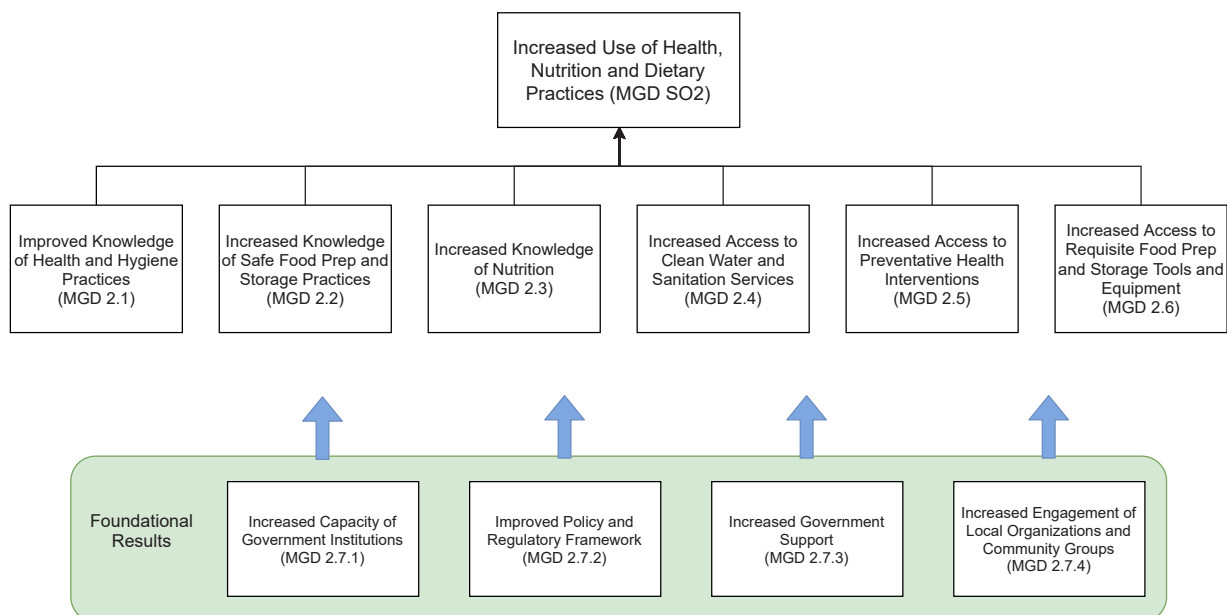 Increased Use of Health,
Nutrition and Dietary
Practices (MGD SO2)
Improved Knowledge
of Health and Hygiene
Practices
(MGD 2.1)
Increased Knowledge
of Safe Food Prep and
Storage Practices
(MGD 2.2)
Increased Knowledge
of Nutrition
(MGD 2.3)
Increased Access to
Clean Water and
Sanitation Services
(MGD 2.4)
Increased Access to
Preventative Health
Interventions
(MGD 2.5)
Increased Access to
Requisite Food Prep
and Storage Tools and
Equipment
(MGD 2.6)
Foundational
Results
Increased Capacity of
Government Institutions
(MGD 2.7.1)
Improved Policy and
Regulatory Framework
(MGD 2.7.2)
Increased Government
Support
(MGD 2.7.3)
Increased Engagement of
Local Organizations and
Community Groups
(MGD 2.7.4)